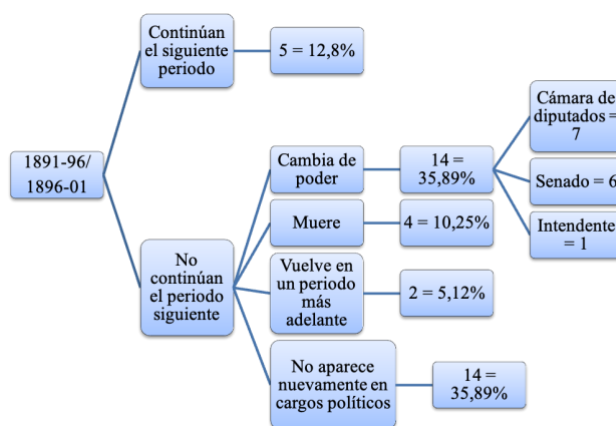 Continúan
el siguiente
periodo
5 = 12,8%
1891-96/
1896-01
No
continúan
el periodo
siguiente
Cambia de
poder
14 =
35,89%
Cámara de
diputados =
7
Senado = 6
Intendente
= 1
Muere
4 = 10,25%
Vuelve en
un periodo
más
adelante
2 = 5,12%
No aparece
nuevamente en
cargos políticos
14 =
35,89%